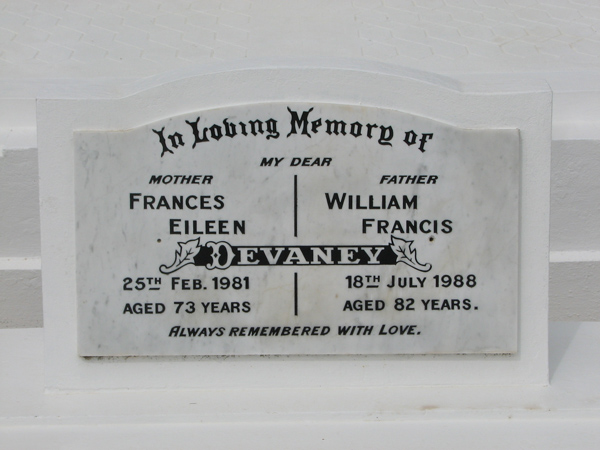 In Loving Memory of
MY DEAR
MOTHER FATHER
FRANCES WILLIAM
EILEEN FRANCIS
DEVANEY
25TH FEB. 1981 18TH JULY 1988
AGED 73 YEARS AGED 82 YEARS.
ALWAYS REMEMBERED WITH LOVE.